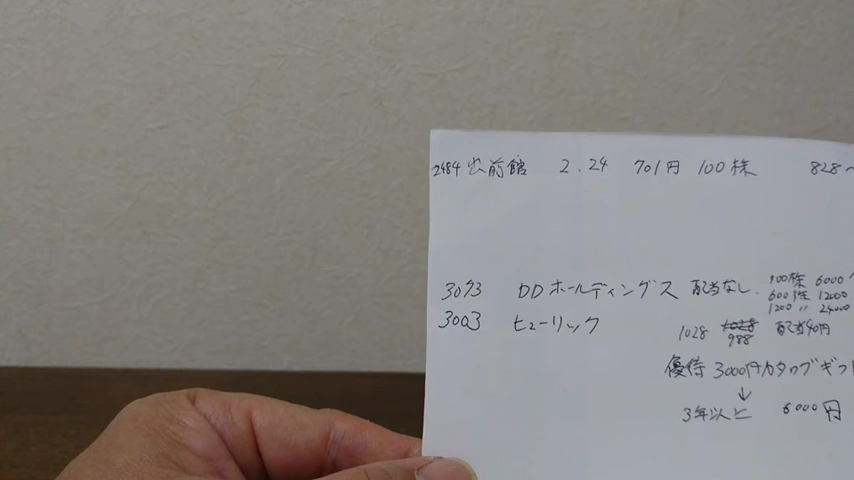 2484 出前館 2.24 701円 100株 828〜
3073 DDホールディングス 配当なし. 100株 6000
600株 12000
1200 〃 24000
3003 ヒューリック 1028 1028 配当40円
988
優待 3000円カタログギフト
↓
3年以上 6000円